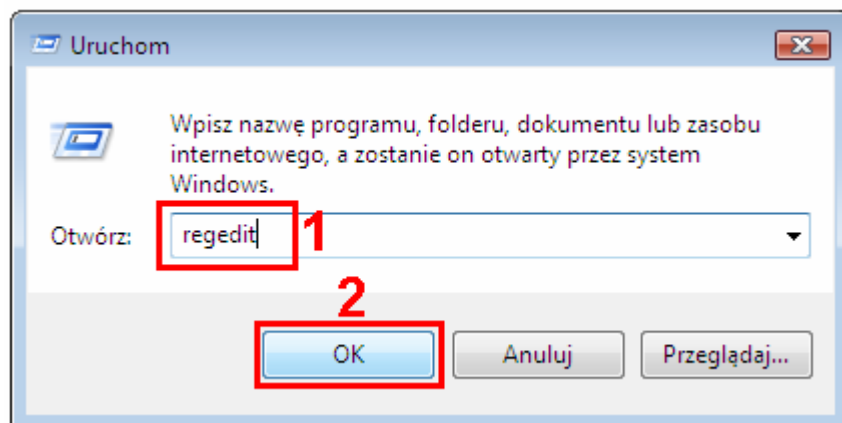 Uruchom
Wpisz nazwę programu, folderu, dokumentu lub zasobu
internetowego, a zostanie on otwarty przez system
Windows.
Otwórz: regedit 1
2
OK Anuluj Przeglądaj...